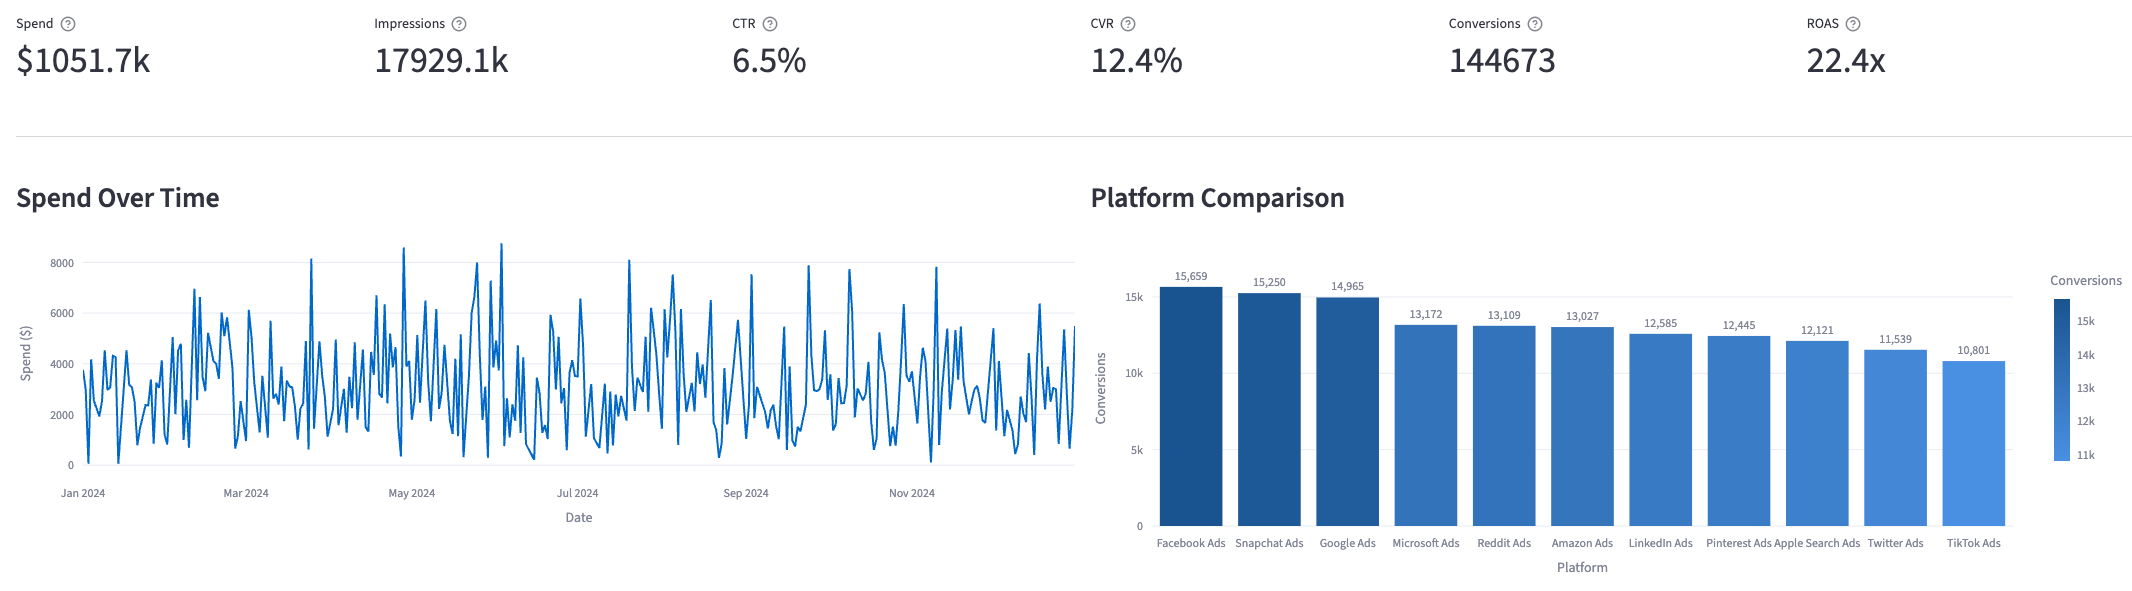 Spend
$1051.7k
Impressions
17929.1k
CTR
6.5%
CVR
12.4%
Conversions
144673
ROAS
22.4x
Spend Over Time
8000
6000
4000
2000
0
Spend ($)
Jan 2024 Mar 2024 May 2024 Jul 2024 Sep 2024 Nov 2024
Date
Platform Comparison
15,659 15,250 14,965 13,172 13,109 13,027 12,585 12,445 12,121 11,539 10,801
15k
10k
5k
0
Conversions
Facebook Ads Snapchat Ads Google Ads Microsoft Ads Reddit Ads Amazon Ads LinkedIn Ads Pinterest Ads Apple Search Ads Twitter Ads TikTok Ads
Platform
Conversions
15k
14k
13k
12k
11k